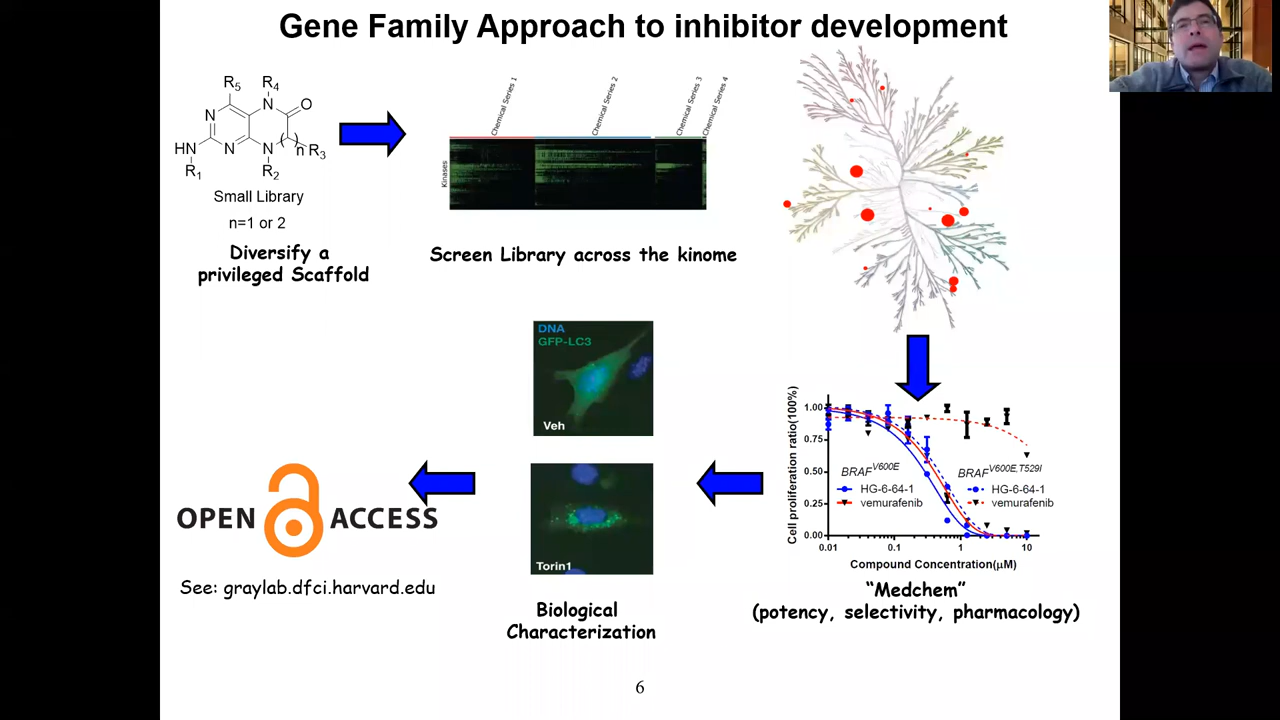 Gene Family Approach to inhibitor development
R5
R4
N
N
O
HN
N
N
( )n R3
R1
R2
Small Library
n=1 or 2
Diversify a
privileged Scaffold
Chemical Series 1
Chemical Series 2
Chemical Series 3
Chemical Series 4
Kinases
Screen Library across the kinome
Cell proliferation ratio(100%)
1.00
0.75
0.50
0.25
0.00
BRAF V600E
HG-6-64-1
vemurafenib
BRAF V600E,T529I
HG-6-64-1
vemurafenib
0.01
0.1
1
10
Compound Concentration(μM)
“Medchem”
(potency, selectivity, pharmacology)
DNA
GFP-LC3
Veh
Torin1
Biological
Characterization
OPEN ACCESS
See: graylab.dfci.harvard.edu
6